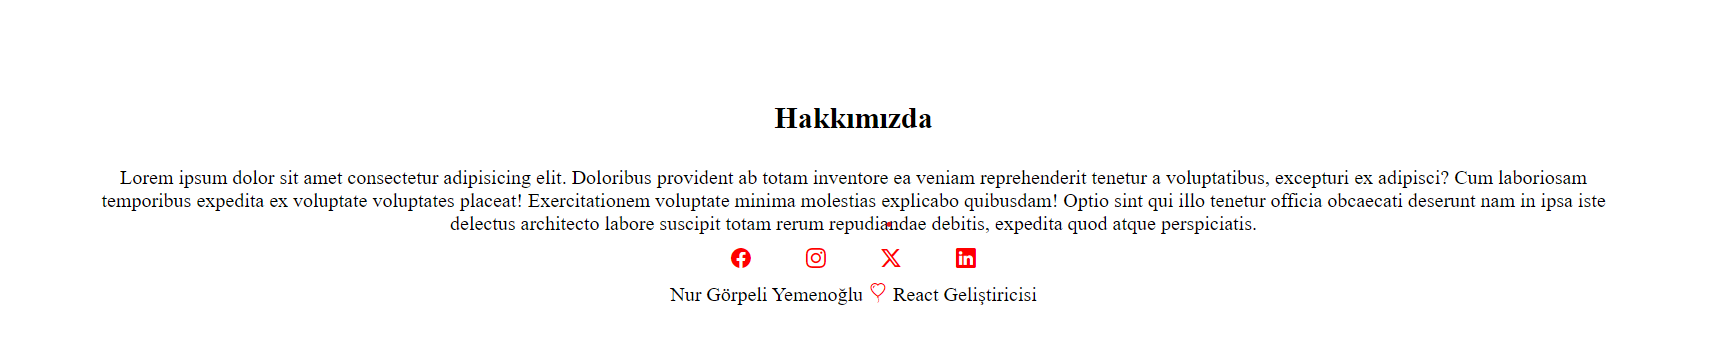 Hakkımızda
Lorem ipsum dolor sit amet consectetur adipisicing elit. Doloribus provident ab totam inventore ea veniam reprehenderit tenetur a voluptatibus, excepturi ex adipisci? Cum laboriosam
temporibus expedita ex voluptate voluptates placeat! Exercitationem voluptate minima molestias explicabo quibusdam! Optio sint qui illo tenetur officia obcaecati deserunt nam in ipsa iste
delectus architecto labore suscipit totam rerum repudiandae debitis, expedita quod atque perspiciatis.
Nur Görpeli Yemenoğlu React Geliştiricisi